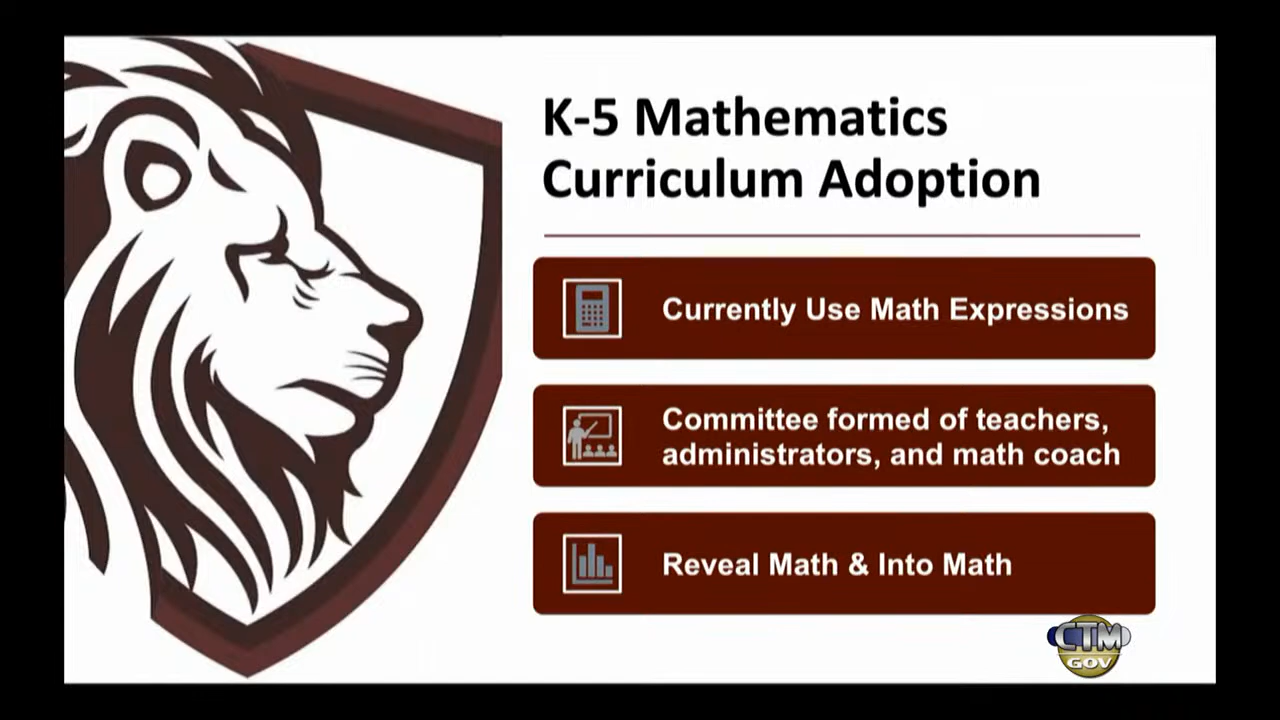 K-5 Mathematics
Curriculum Adoption
Currently Use Math Expressions
Committee formed of teachers,
administrators, and math coach
Reveal Math & Into Math
CTM
GOV